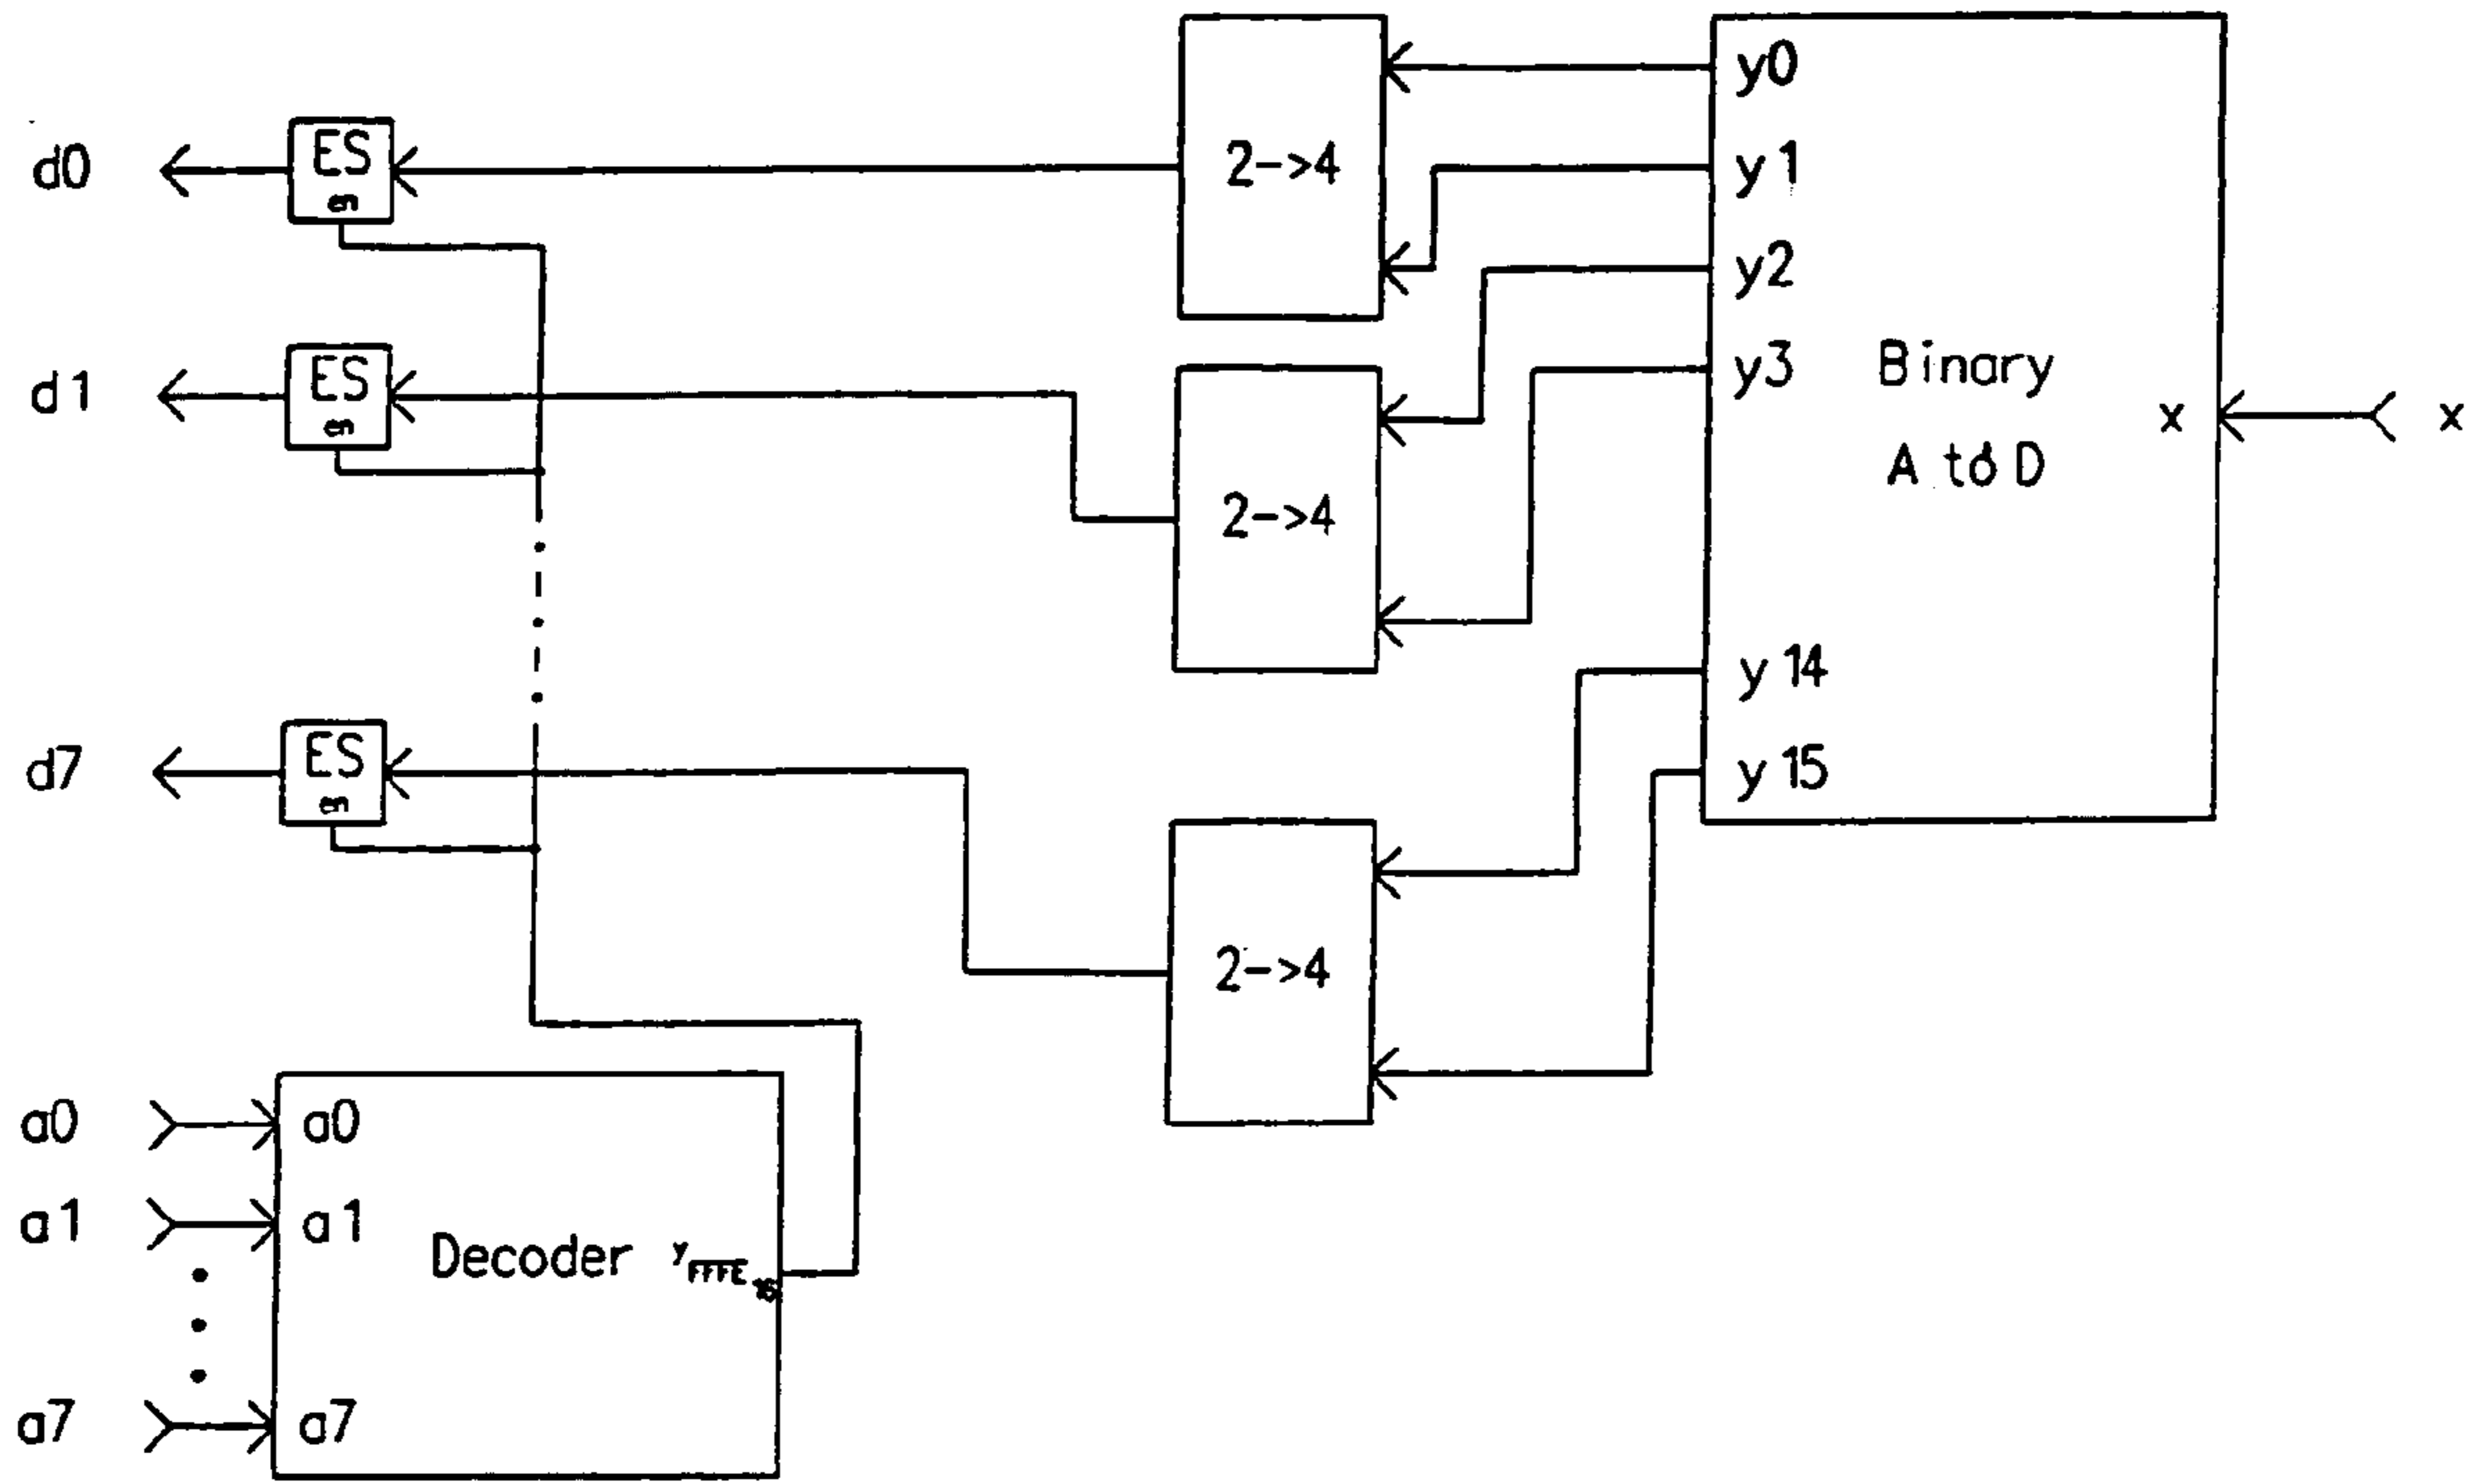 y0
d0
ES
en
2->4
y1
y2
d1
ES
en
y3
Binary
A to D
x
x
2->4
y14
d7
ES
en
y15
2->4
a0
a0
a1
a1
Decoder
yFFFE16
a7
a7